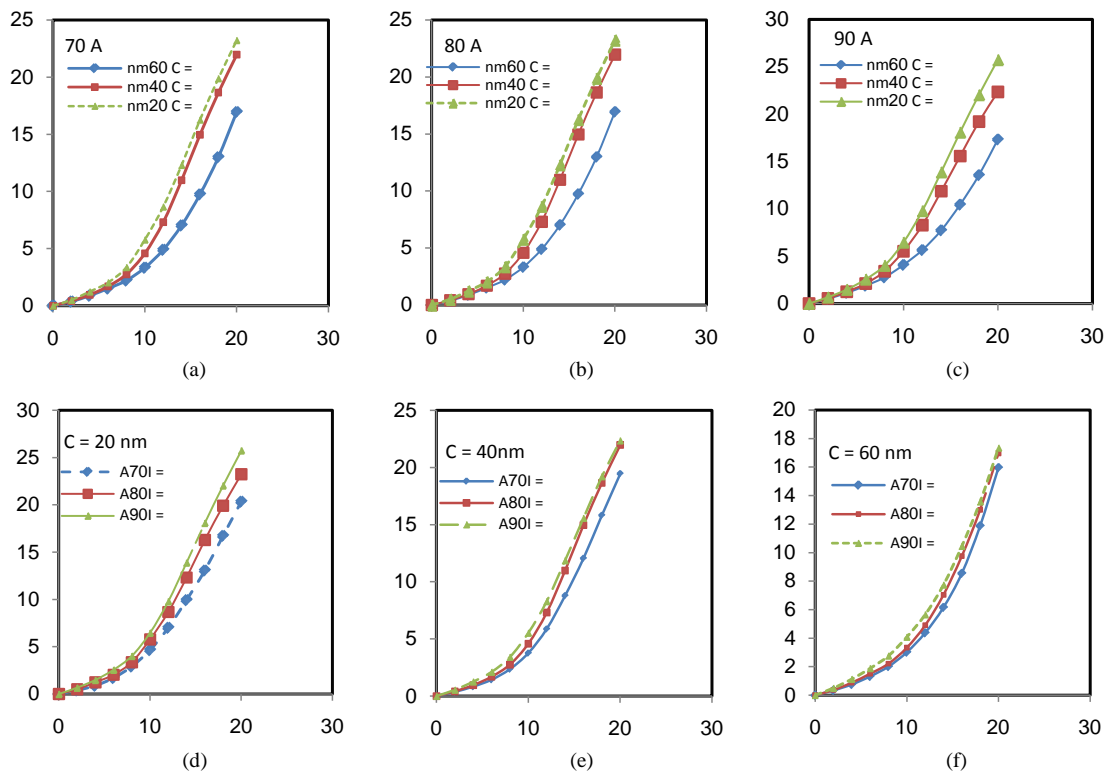 25
20
15
10
5
0
70 A
nm60 C =
nm40 C =
nm20 C =
0 10 20 30
(a)
25
20
15
10
5
0
80 A
nm60 C =
nm40 C =
nm20 C =
0 10 20 30
(b)
30
25
20
15
10
5
0
90 A
nm60 C =
nm40 C =
nm20 C =
0 10 20 30
(c)
30
25
20
15
10
5
0
C = 20 nm
A70I =
A80I =
A90I =
0 10 20 30
(d)
25
20
15
10
5
0
C = 40nm
A70I =
A80I =
A90I =
0 10 20 30
(e)
20
18
16
14
12
10
8
6
4
2
0
C = 60 nm
A70I =
A80I =
A90I =
0 10 20 30
(f)